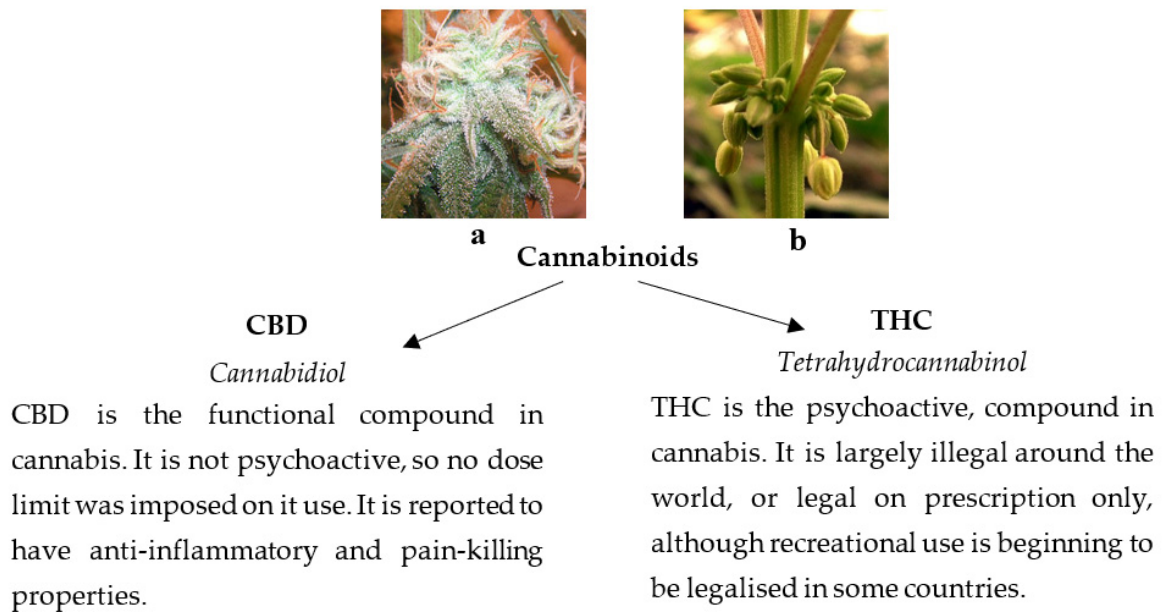 a
b
Cannabinoids
CBD
Cannabidiol
CBD is the functional compound in
cannabis. It is not psychoactive, so no dose
limit was imposed on it use. It is reported to
have anti-inflammatory and pain-killing
properties.
THC
Tetrahydrocannabinol
THC is the psychoactive, compound in
cannabis. It is largely illegal around the
world, or legal on prescription only,
although recreational use is beginning to
be legalised in some countries.